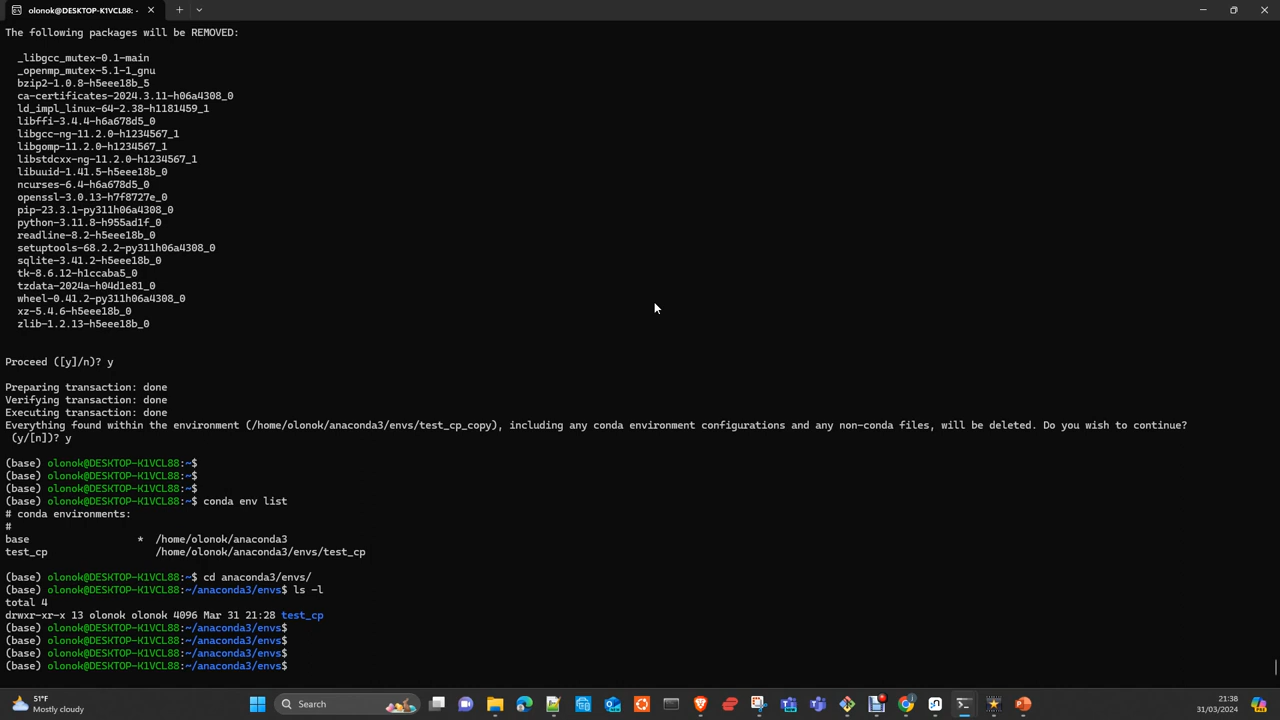 olonok@DESKTOP-K1VCL88: ~
The following packages will be REMOVED:
_libgcc_mutex-0.1-main
_openmp_mutex-5.1-1_gnu
bzip2-1.0.8-h5eee18b_5
ca-certificates-2024.3.11-h06a4308_0
ld_impl_linux-64-2.38-h1181459_1
libffi-3.4.4-h6a678d5_0
libgcc-ng-11.2.0-h1234567_1
libgomp-11.2.0-h1234567_1
libstdcxx-ng-11.2.0-h1234567_1
libuuid-1.41.5-h5eee18b_0
ncurses-6.4-h6a678d5_0
openssl-3.0.13-h7f8727e_0
pip-23.3.1-py311h06a4308_0
python-3.11.8-h955ad1f_0
readline-8.2-h5eee18b_0
setuptools-68.2.2-py311h06a4308_0
sqlite-3.41.2-h5eee18b_0
tk-8.6.12-h1ccaba5_0
tzdata-2024a-h04d1e81_0
wheel-0.41.2-py311h06a4308_0
xz-5.4.6-h5eee18b_0
zlib-1.2.13-h5eee18b_0
Proceed ([y]/n)? y
Preparing transaction: done
Verifying transaction: done
Executing transaction: done
Everything found within the environment (/home/olonok/anaconda3/envs/test_cp_copy), including any conda environment configurations and any non-conda files, will be deleted. Do you wish to continue?
(y/[n])? y
(base) olonok@DESKTOP-K1VCL88:~$
(base) olonok@DESKTOP-K1VCL88:~$
(base) olonok@DESKTOP-K1VCL88:~$
(base) olonok@DESKTOP-K1VCL88:~$ conda env list
# conda environments:
#
base * /home/olonok/anaconda3
test_cp /home/olonok/anaconda3/envs/test_cp
(base) olonok@DESKTOP-K1VCL88:~$ cd anaconda3/envs/
(base) olonok@DESKTOP-K1VCL88:~/anaconda3/envs$ ls -l
total 4
drwxr-xr-x 13 olonok olonok 4096 Mar 31 21:28 test_cp
(base) olonok@DESKTOP-K1VCL88:~/anaconda3/envs$
(base) olonok@DESKTOP-K1VCL88:~/anaconda3/envs$
(base) olonok@DESKTOP-K1VCL88:~/anaconda3/envs$
(base) olonok@DESKTOP-K1VCL88:~/anaconda3/envs$
51°F
Mostly cloudy
Search
21:38
31/03/2024